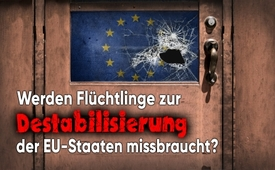 Werden Flüchtlinge zur
Destabilisierung
der EU-Staaten missbraucht?